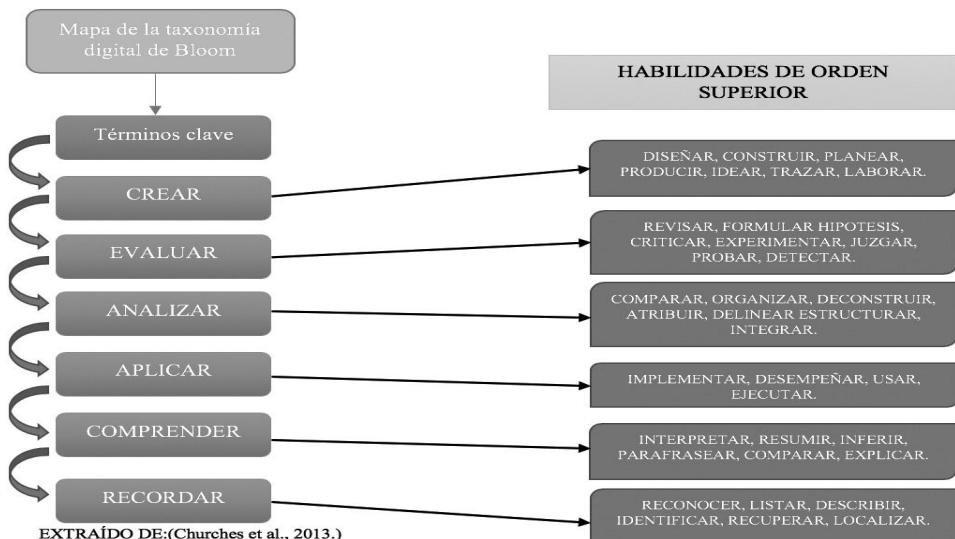 Mapa de la taxonomía
digital de Bloom
HABILIDADES DE ORDEN
SUPERIOR
Términos clave
CREAR
DISEÑAR, CONSTRUIR, PLANEAR,
PRODUCIR, IDEAR, TRAZAR, LABORAR.
EVALUAR
REVISAR, FORMULAR HIPOTESIS,
CRITICAR, EXPERIMENTAR, JUZGAR,
PROBAR, DETECTAR.
ANALIZAR
COMPARAR, ORGANIZAR, DECONSTRUIR,
ATRIBUIR, DELINEAR ESTRUCTURAR,
INTEGRAR.
APLICAR
IMPLEMENTAR, DESEMPEÑAR, USAR,
EJECUTAR.
COMPRENDER
INTERPRETAR, RESUMIR, INFERIR,
PARAFRASEAR, COMPARAR, EXPLICAR.
RECORDAR
RECONOCER, LISTAR, DESCRIBIR,
IDENTIFICAR, RECUPERAR, LOCALIZAR.
EXTRAÍDO DE:(Churches et al., 2013.)